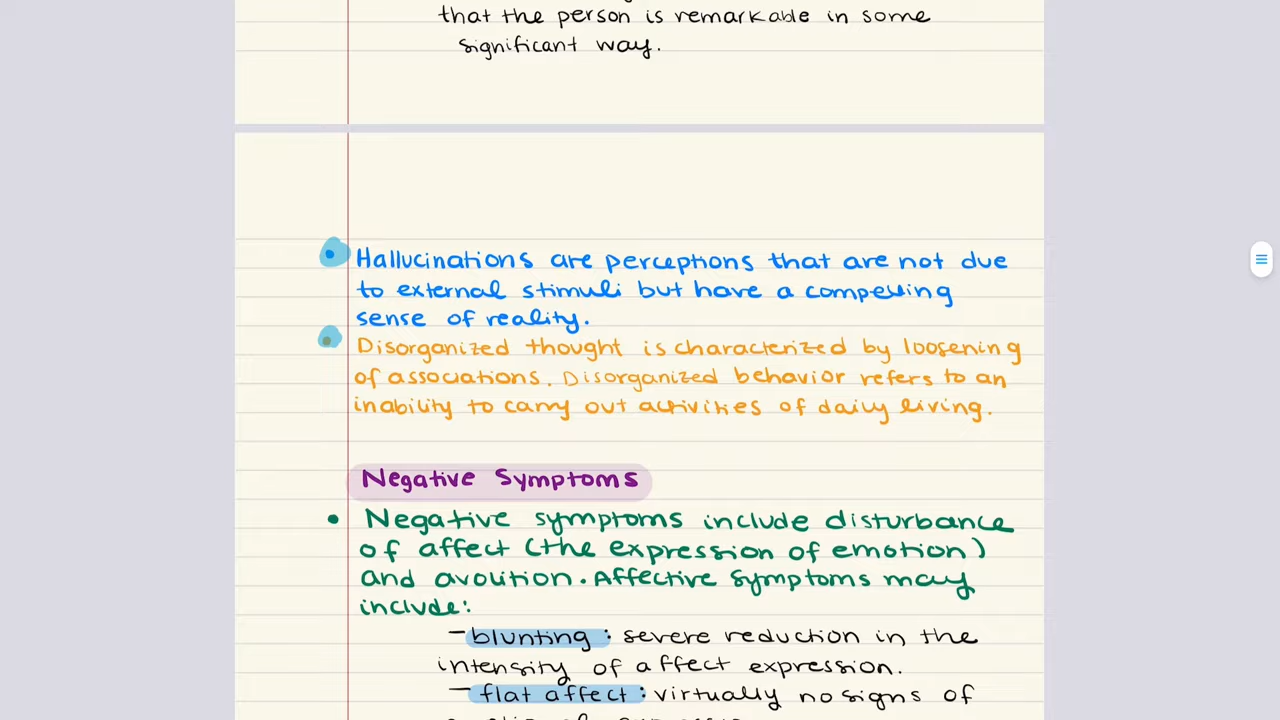 that the person is remarkable in some
significant way.
• Hallucinations are perceptions that are not due
to external stimuli but have a compelling
sense of reality.
• Disorganized thought is characterized by loosening
of associations. Disorganized behavior refers to an
inability to carry out activities of daily living.
Negative Symptoms
• Negative symptoms include disturbance
of affect (the expression of emotion)
and avolition. Affective symptoms may
include:
- blunting: severe reduction in the
intensity of affect expression.
- flat affect: virtually no signs of